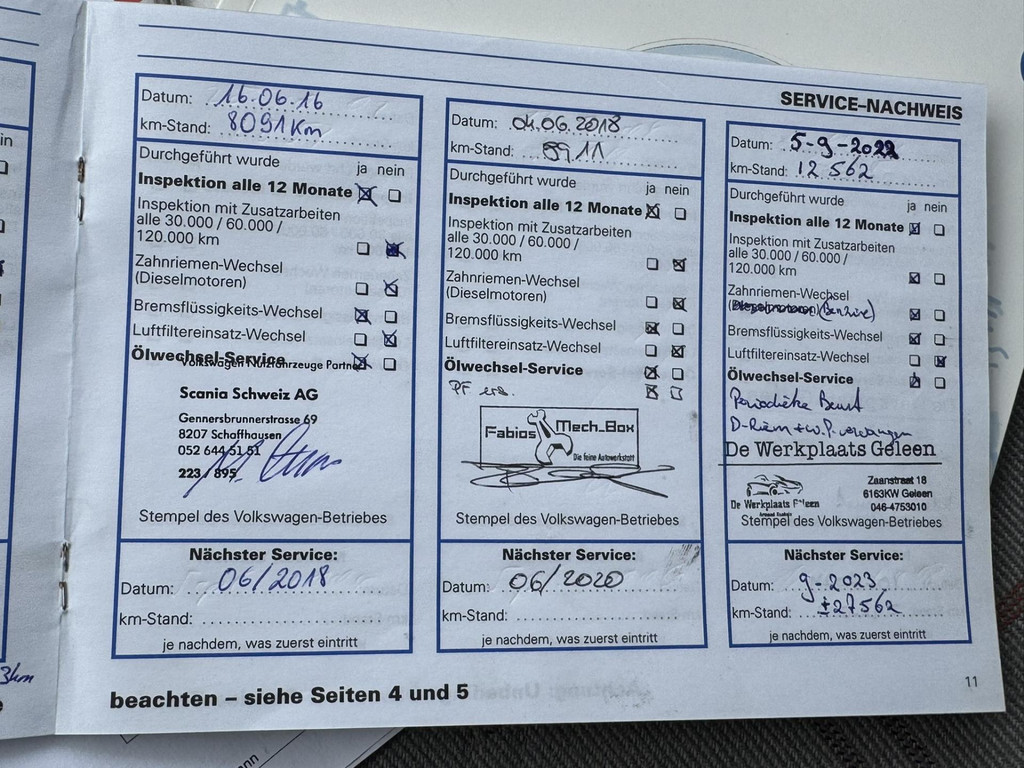 SERVICE–NACHWEIS
Datum: 16.06.16
km-Stand: 8091 Km
Durchgeführt wurde ja nein
Inspektion alle 12 Monate
Inspektion mit Zusatzarbeiten
alle 30.000 / 60.000 /
120.000 km
Zahnriemen-Wechsel
(Dieselmotoren)
Bremsflüssigkeits-Wechsel
Luftfiltereinsatz-Wechsel
Ölwechsel-Service
Volkswagen Nutzfahrzeuge Partner
Scania Schweiz AG
Gennersbrunnerstrasse 69
8207 Schaffhausen
052 644 51 51
223 / 895
Stempel des Volkswagen-Betriebes
Nächster Service:
Datum: 06/2018
km-Stand:
je nachdem, was zuerst eintritt
Datum: 04.06.2018
km-Stand: 8911
Durchgeführt wurde ja nein
Inspektion alle 12 Monate
Inspektion mit Zusatzarbeiten
alle 30.000 / 60.000 /
120.000 km
Zahnriemen-Wechsel
(Dieselmotoren)
Bremsflüssigkeits-Wechsel
Luftfiltereinsatz-Wechsel
Ölwechsel-Service
PF ers.
Fabios Mech_Box
Die feine Autowerkstatt
Stempel des Volkswagen-Betriebes
Nächster Service:
Datum: 06/2020
km-Stand:
je nachdem, was zuerst eintritt
Datum: 5-9-2022
km-Stand: 12 562
Durchgeführt wurde ja nein
Inspektion alle 12 Monate
Inspektion mit Zusatzarbeiten
alle 30.000 / 60.000 /
120.000 km
Zahnriemen-Wechsel
(Dieselmotoren) (Benzine)
Bremsflüssigkeits-Wechsel
Luftfiltereinsatz-Wechsel
Ölwechsel-Service
Periodieke Beurt
D-Riem + W.P. vervangen
De Werkplaats Geleen
Zaanstraat 18
6163KW Geleen
046-4753010
De Werkplaats Geleen
Stempel des Volkswagen-Betriebes
Nächster Service:
Datum: 9-2023
km-Stand: ±27562
je nachdem, was zuerst eintritt
beachten – siehe Seiten 4 und 5
11